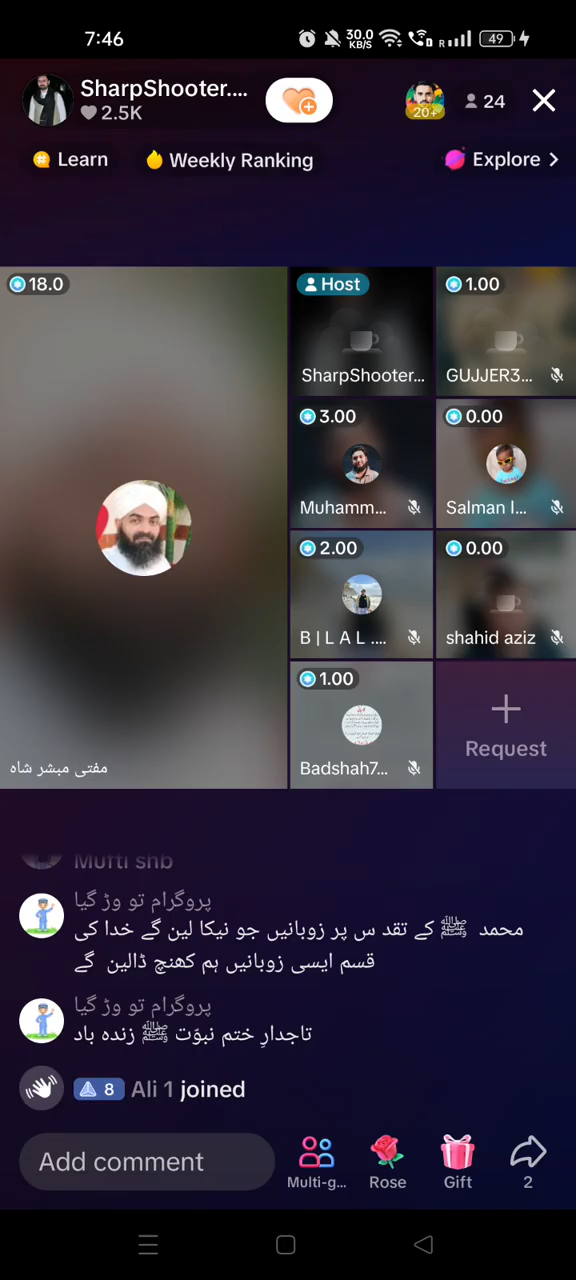 7:46
30.0
KB/S
R
49
SharpShooter....
2.5K
20+
24
Learn
Weekly Ranking
Explore
18.0
Host
SharpShooter...
1.00
GUJJER3...
3.00
Muhamm...
0.00
Salman I...
2.00
B | L A L ....
0.00
shahid aziz
1.00
Badshah7...
Request
مفتی مبشر شاہ
Mufti shb
پروگرام تو وڑ گیا
محمد ﷺ کے تقد س پر زوبانیں جو نیکا لین گے خدا کی
قسم ایسی زوبانیں ہم کھنچ ڈالین گے
پروگرام تو وڑ گیا
تاجدارِ ختم نبوّت ﷺ زندہ باد
8 Ali 1 joined
Add comment
Multi-g...
Rose
Gift
2